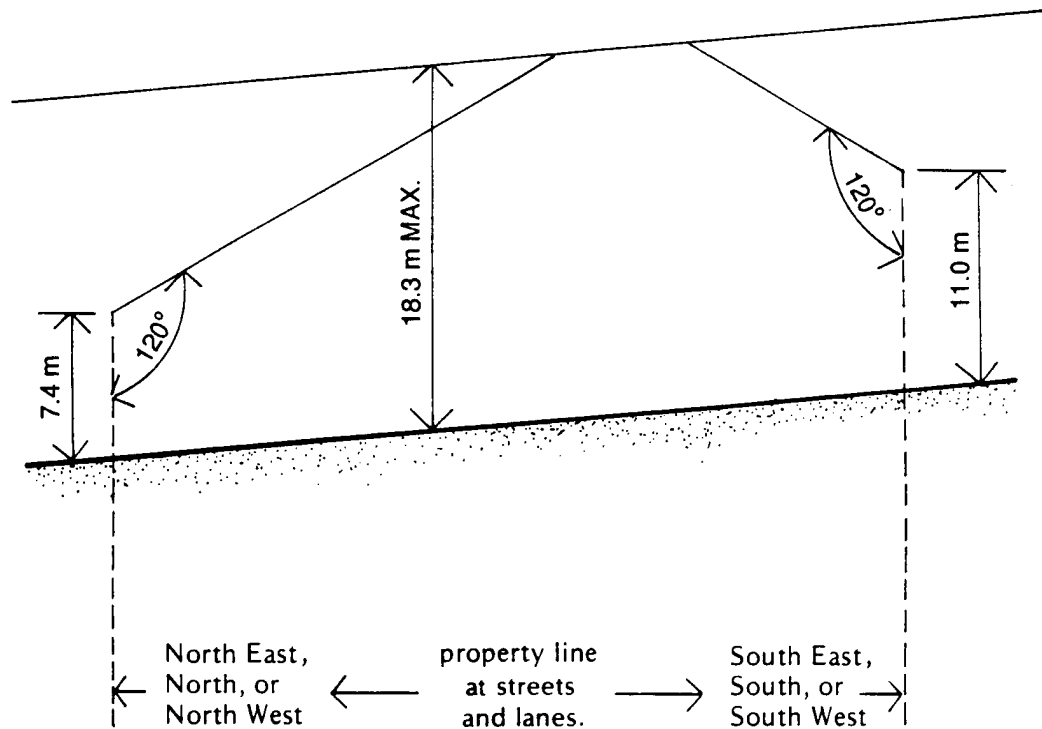 18.3 m MAX.
120°
11.0 m
120°
7.4 m
North East,
North, or
North West
property line
at streets
and lanes.
South East,
South, or
South West